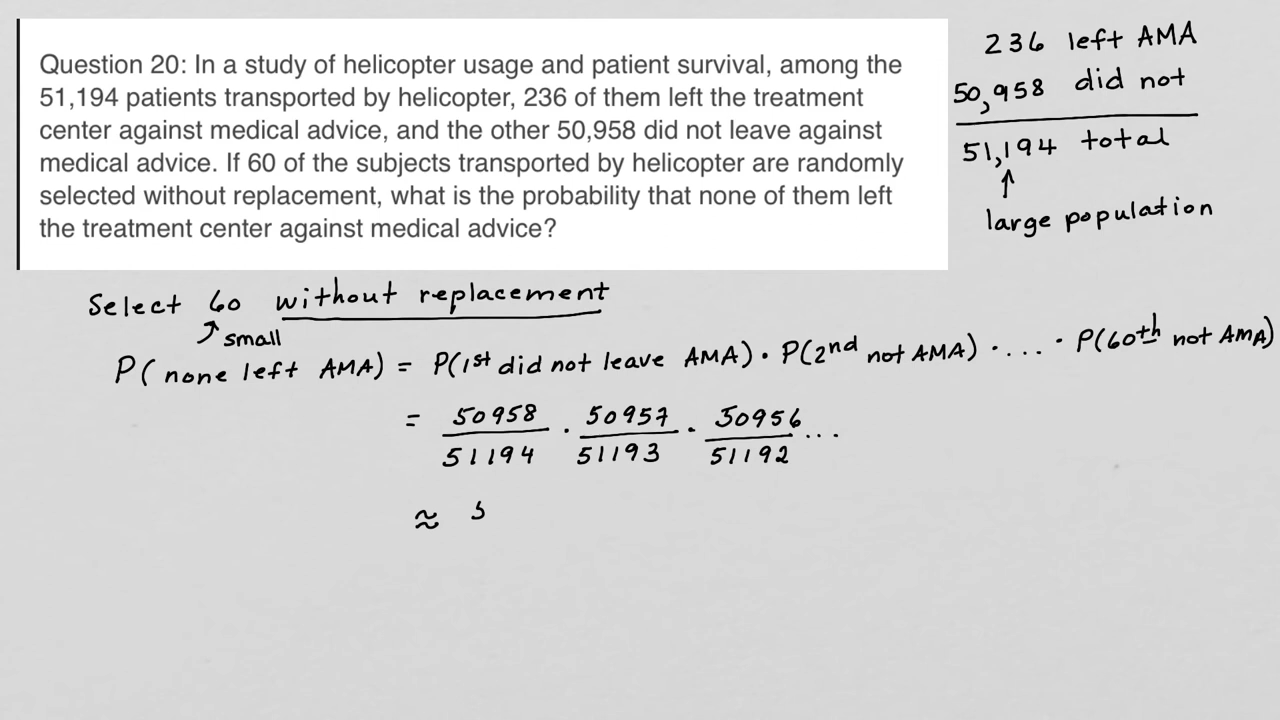 Question 20: In a study of helicopter usage and patient survival, among the
51,194 patients transported by helicopter, 236 of them left the treatment
center against medical advice, and the other 50,958 did not leave against
medical advice. If 60 of the subjects transported by helicopter are randomly
selected without replacement, what is the probability that none of them left
the treatment center against medical advice?
236 left AMA
50,958 did not
51,194 total
↑
large population
Select 60 without replacement
↗ small
P(none left AMA) = P(1st did not leave AMA) · P(2nd not AMA) · .... · P(60th not AMA)
= 50958/51194 · 50957/51193 · 50956/51192 ...
≈ 5